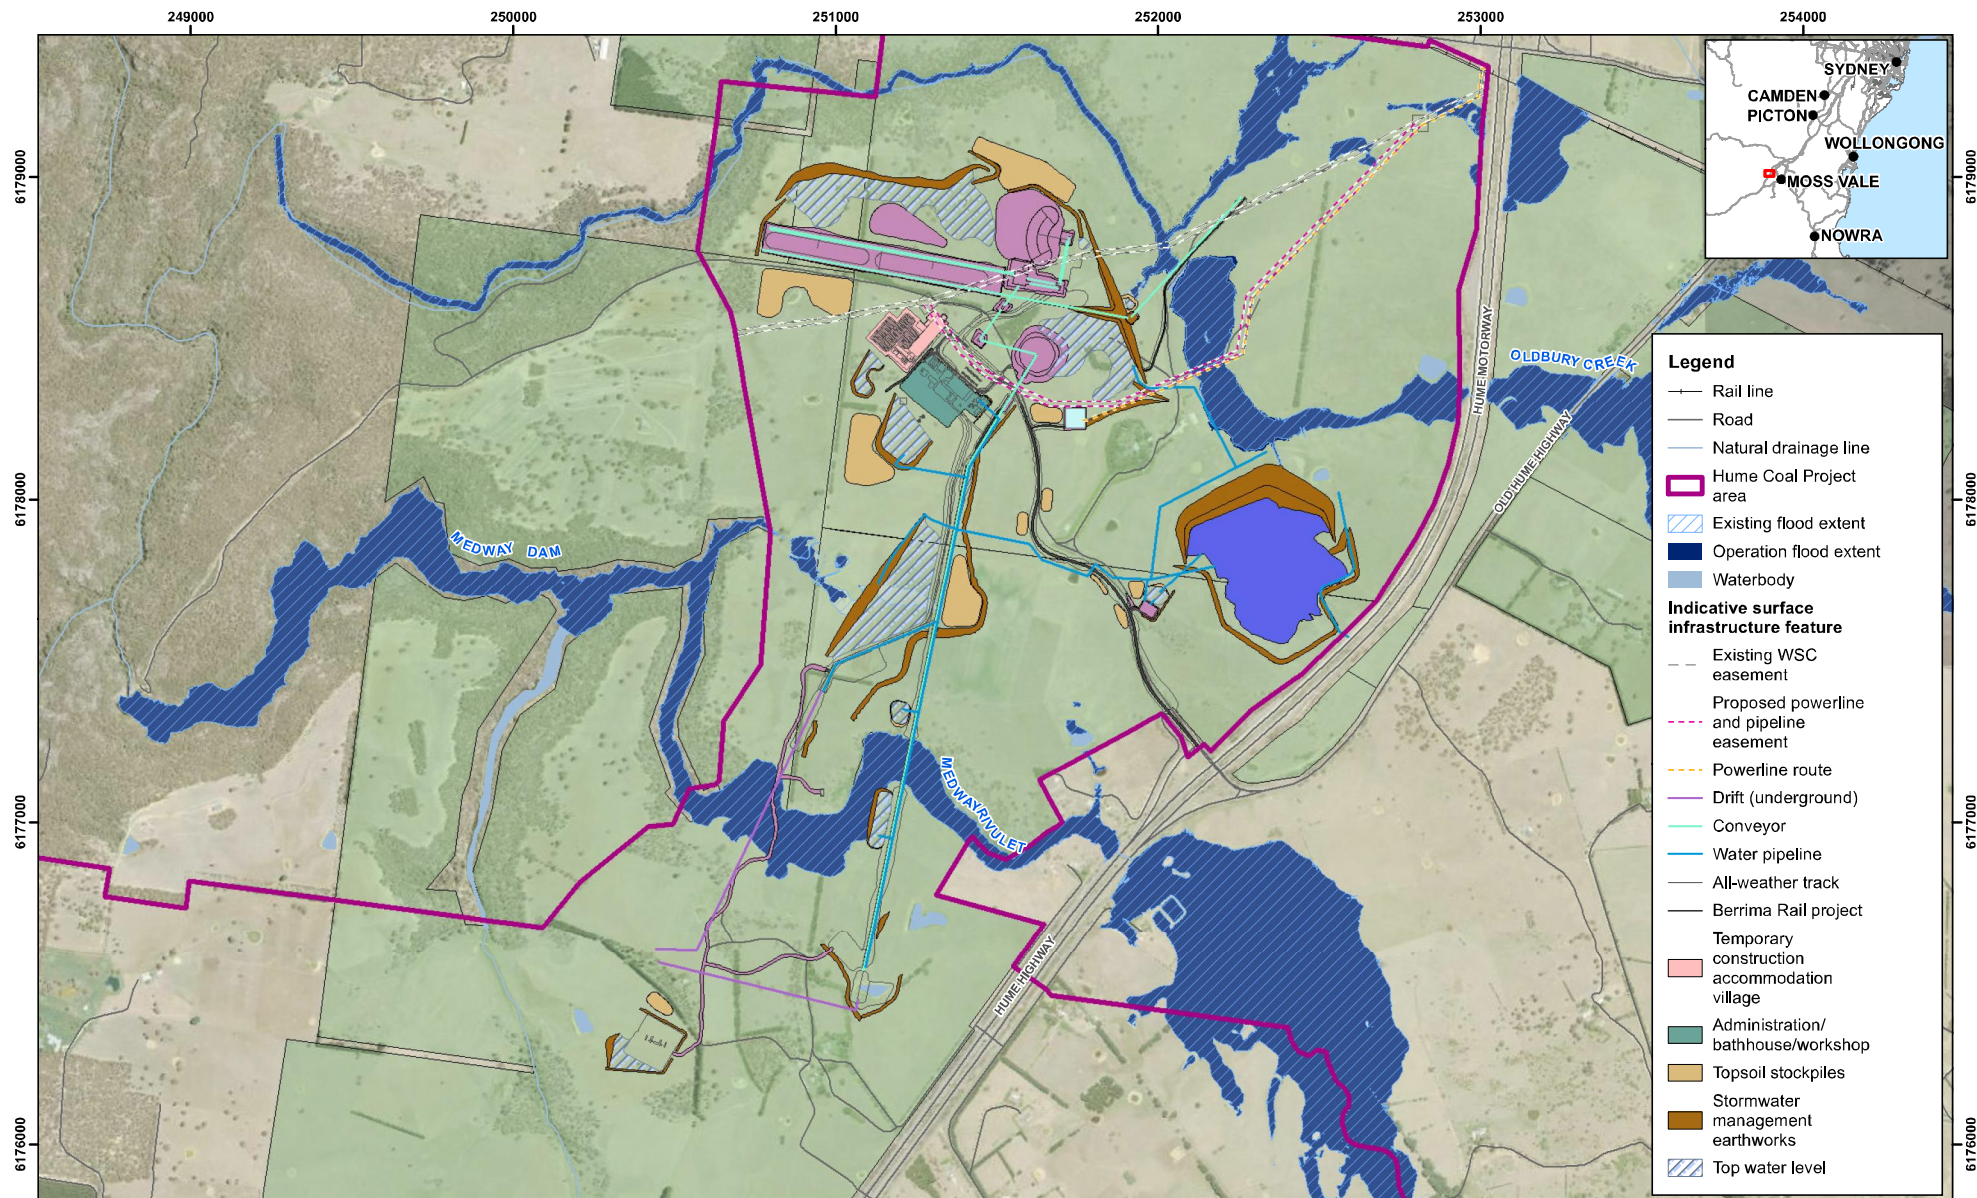 249000
250000
251000
252000
253000
254000
6179000
6178000
6177000
6176000
6179000
6178000
6177000
6176000
SYDNEY
CAMDEN
PICTON
WOLLONGONG
MOSS VALE
NOWRA
HUME MOTORWAY
OLDBURY CREEK
OLD HUME HIGHWAY
MEDWAY DAM
MEDWAY RIVULET
HUME HIGHWAY
Legend
Rail line
Road
Natural drainage line
Hume Coal Project
area
Existing flood extent
Operation flood extent
Waterbody
Indicative surface
infrastructure feature
Existing WSC
easement
Proposed powerline
and pipeline
easement
Powerline route
Drift (underground)
Conveyor
Water pipeline
All-weather track
Berrima Rail project
Temporary
construction
accommodation
village
Administration/
bathhouse/workshop
Topsoil stockpiles
Stormwater
management
earthworks
Top water level